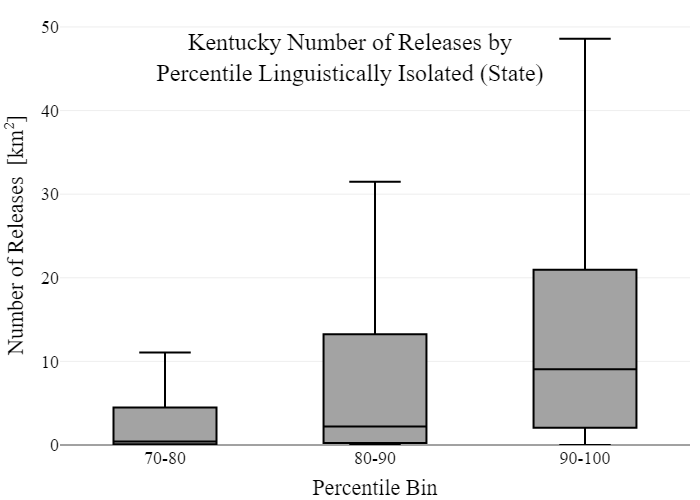 Kentucky Number of Releases by
Percentile Linguistically Isolated (State)
Number of Releases [km²]
50
40
30
20
10
0
70-80
80-90
90-100
Percentile Bin